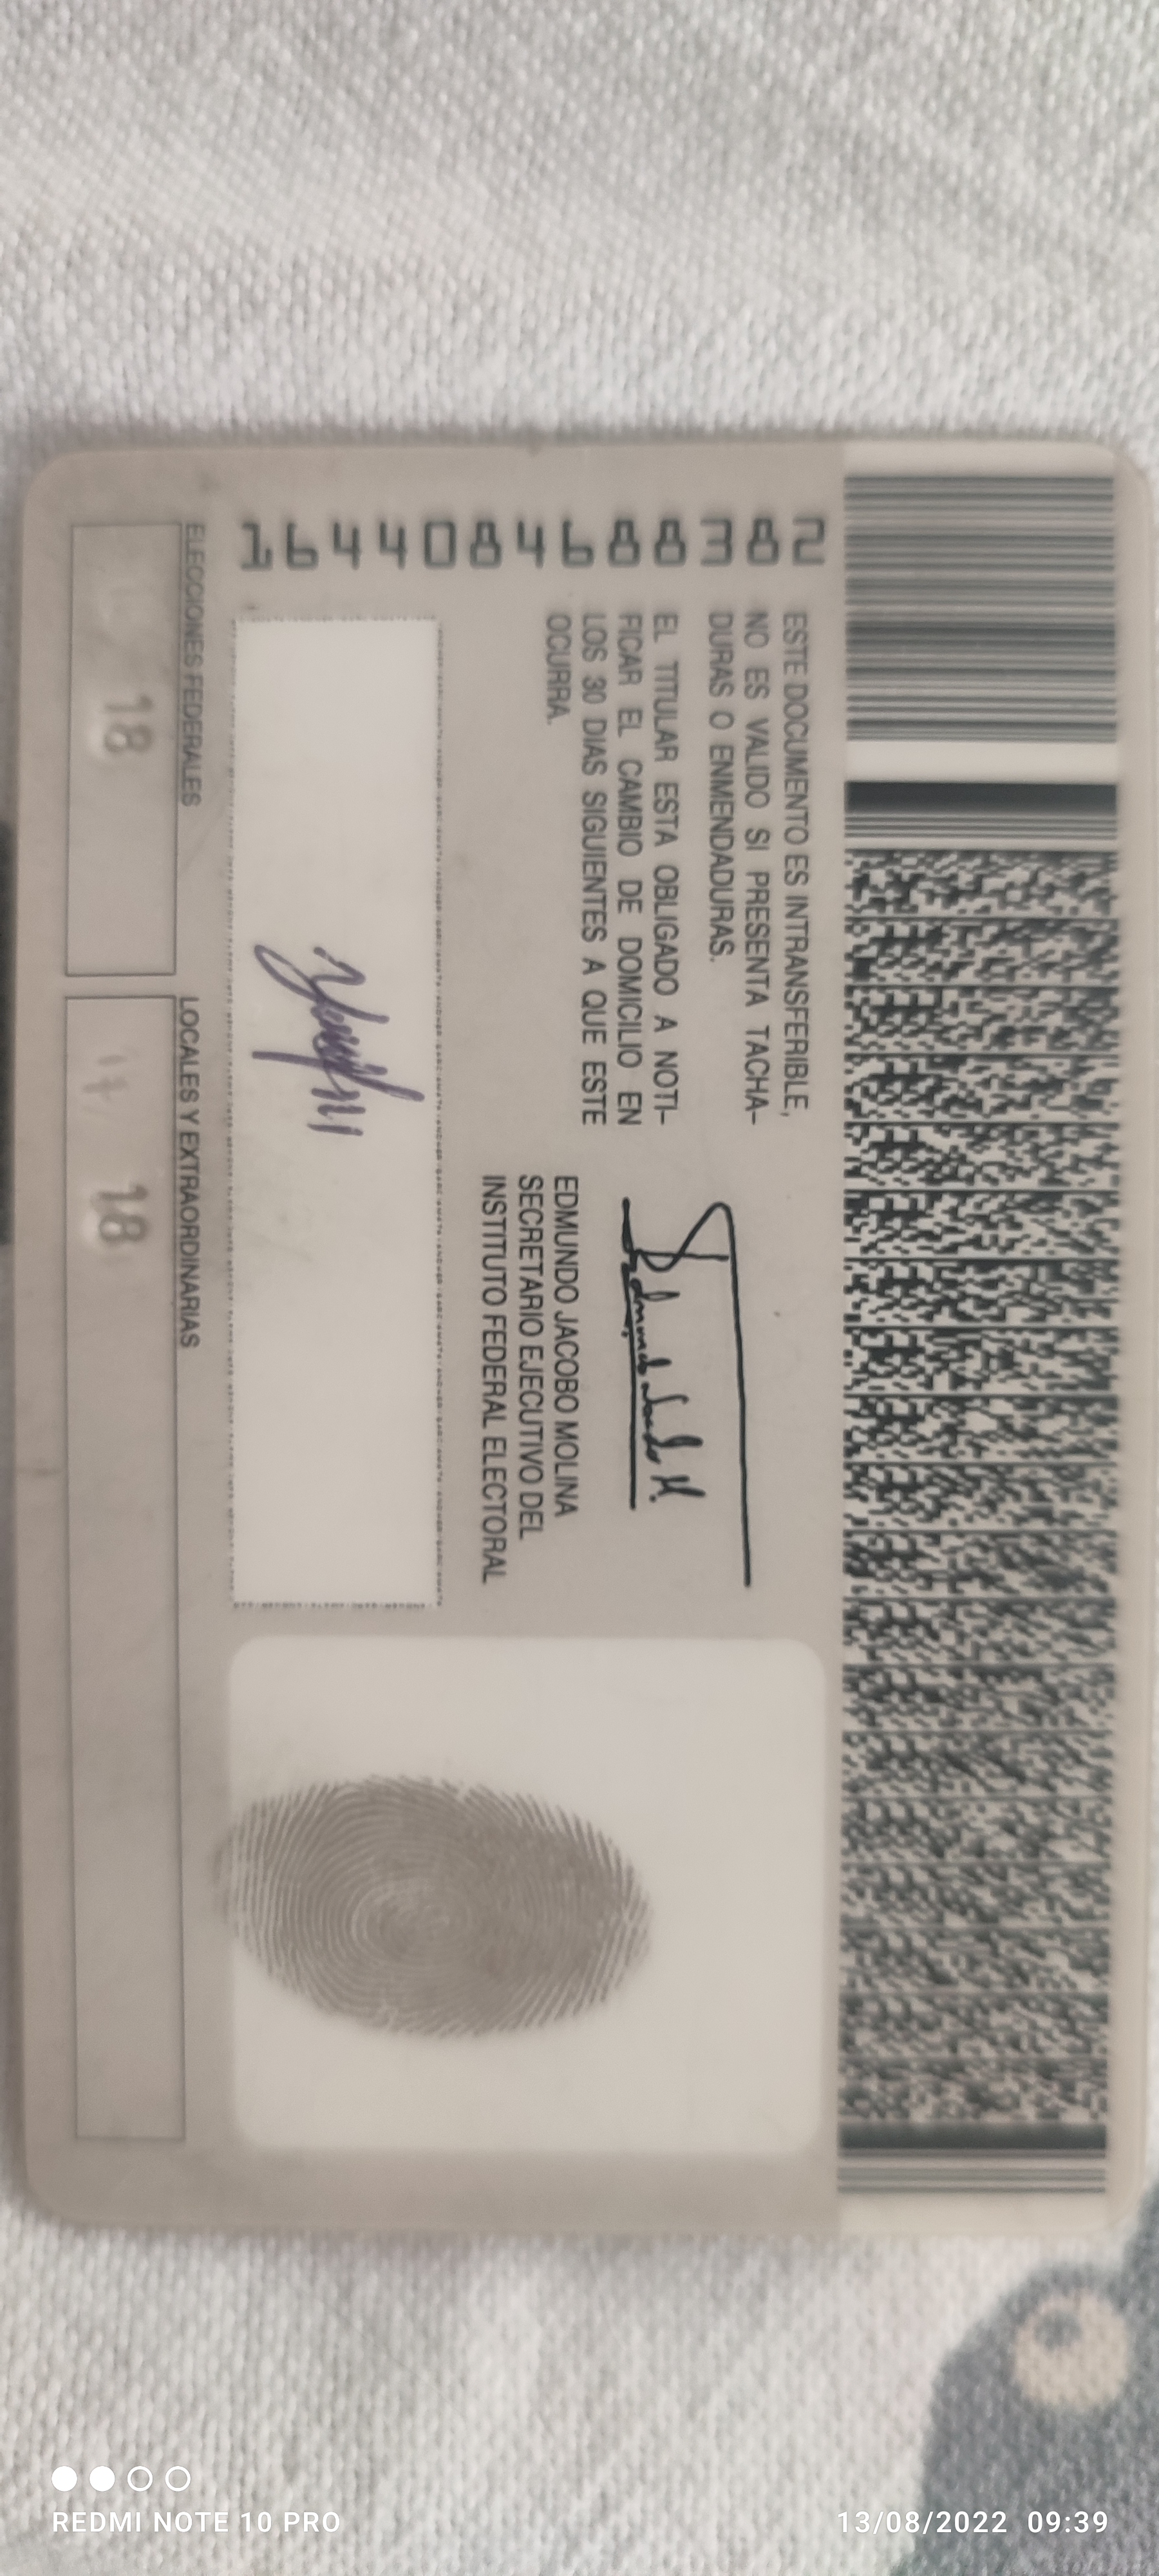 1644084688382
ESTE DOCUMENTO ES INTRANSFERIBLE,
NO ES VALIDO SI PRESENTA TACHA-
DURAS O ENMENDADURAS.
EL TITULAR ESTA OBLIGADO A NOTI-
FICAR EL CAMBIO DE DOMICILIO EN
LOS 30 DIAS SIGUIENTES A QUE ESTE
OCURRA.
EDMUNDO JACOBO MOLINA
SECRETARIO EJECUTIVO DEL
INSTITUTO FEDERAL ELECTORAL
ELECCIONES FEDERALES
18
LOCALES Y EXTRAORDINARIAS
18
REDMI NOTE 10 PRO
13/08/2022 09:39